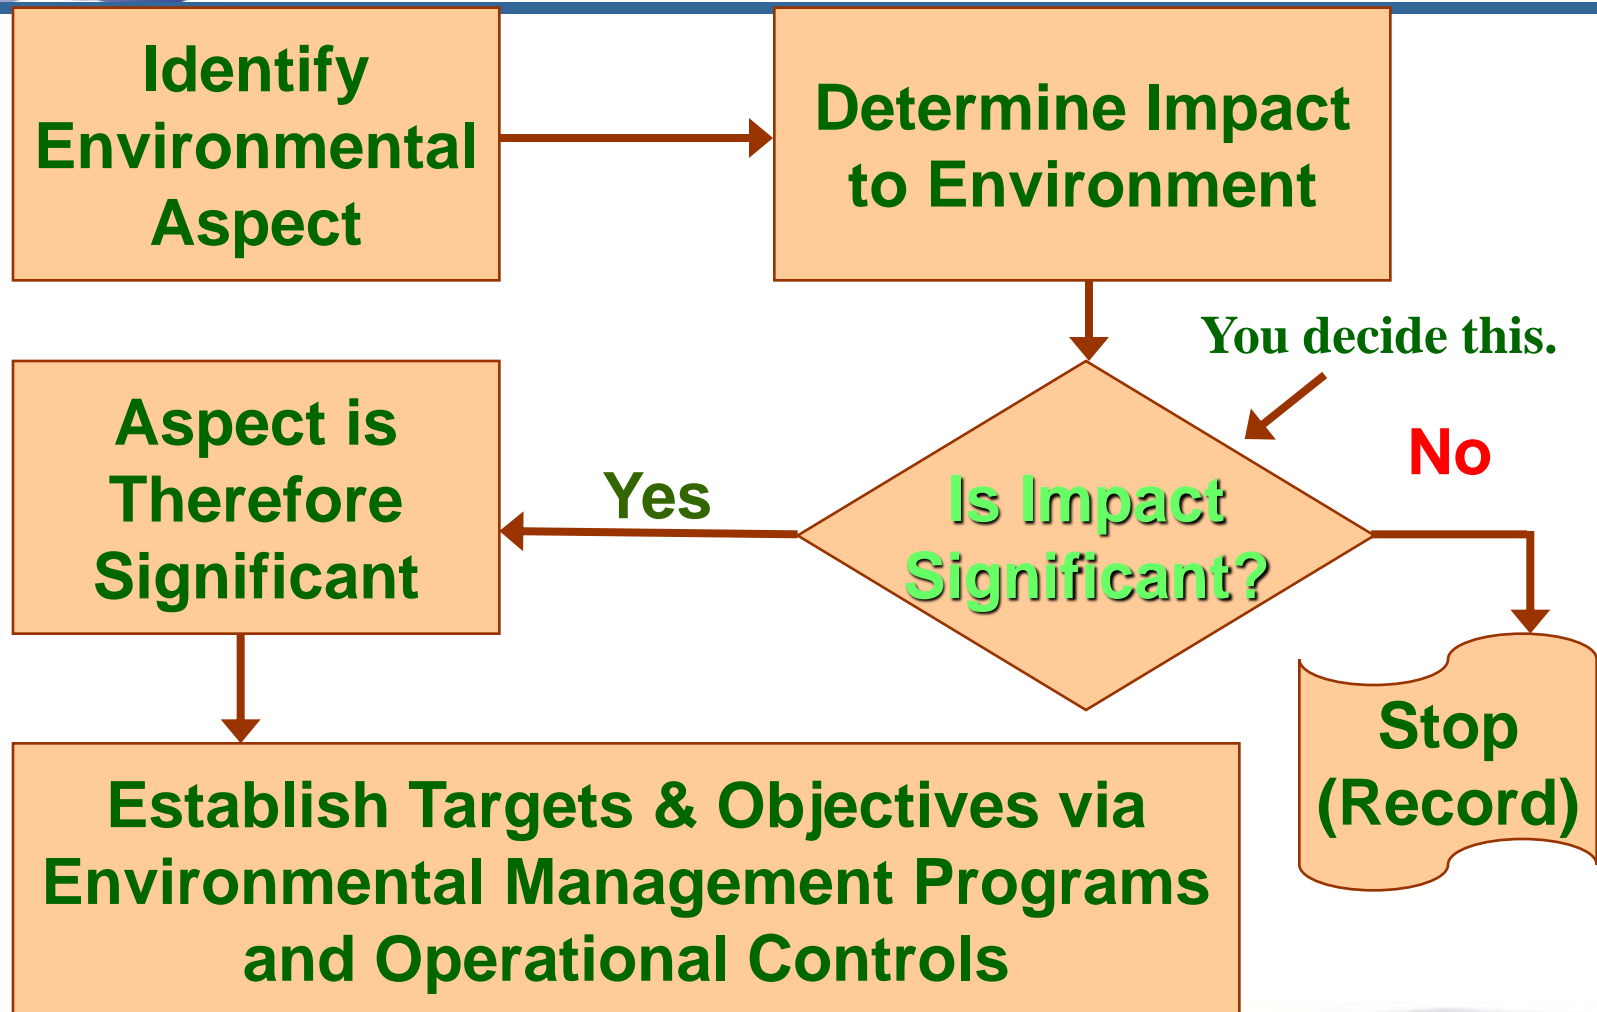 Identify
Environmental
Aspect
Determine Impact
to Environment
You decide this.
Is Impact
Significant?
No
Yes
Aspect is
Therefore
Significant
Stop
(Record)
Establish Targets & Objectives via
Environmental Management Programs
and Operational Controls